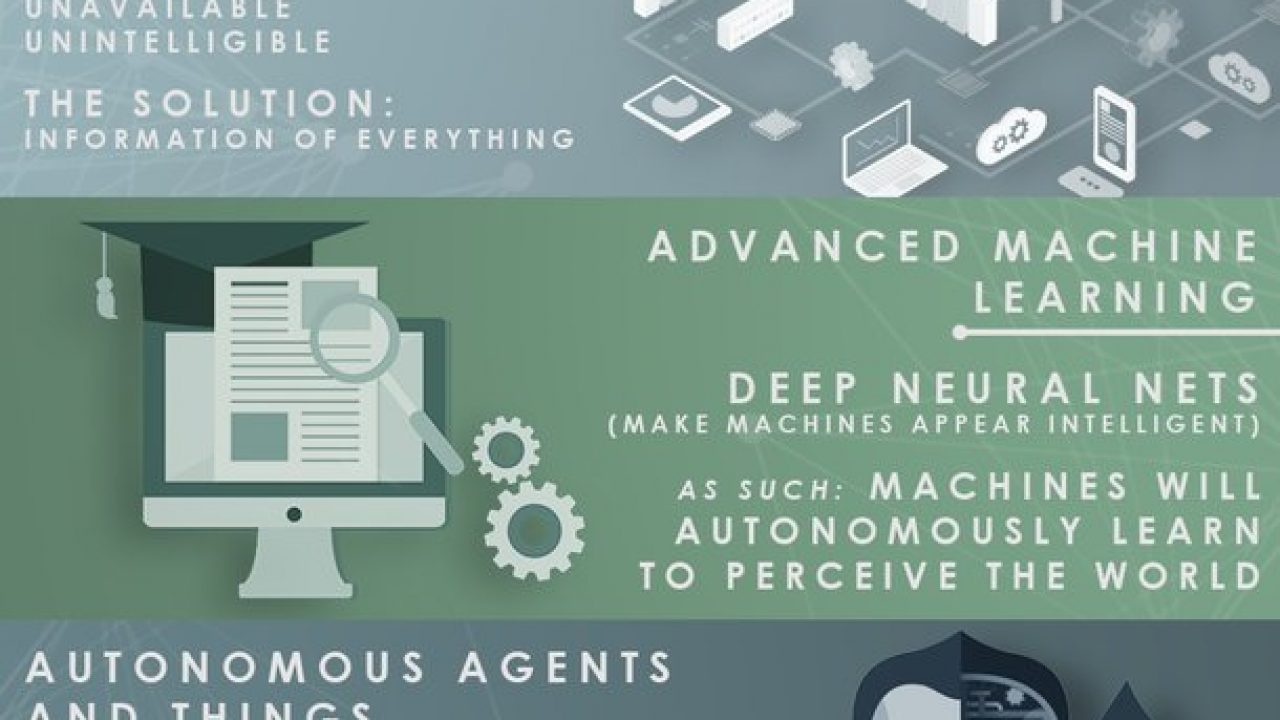 UNAVAILABLE
UNINTELLIGIBLE
THE SOLUTION:
INFORMATION OF EVERYTHING
ADVANCED MACHINE
LEARNING
DEEP NEURAL NETS
(MAKE MACHINES APPEAR INTELLIGENT)
AS SUCH: MACHINES WILL
AUTONOMOUSLY LEARN
TO PERCEIVE THE WORLD
AUTONOMOUS AGENTS
AND THINGS